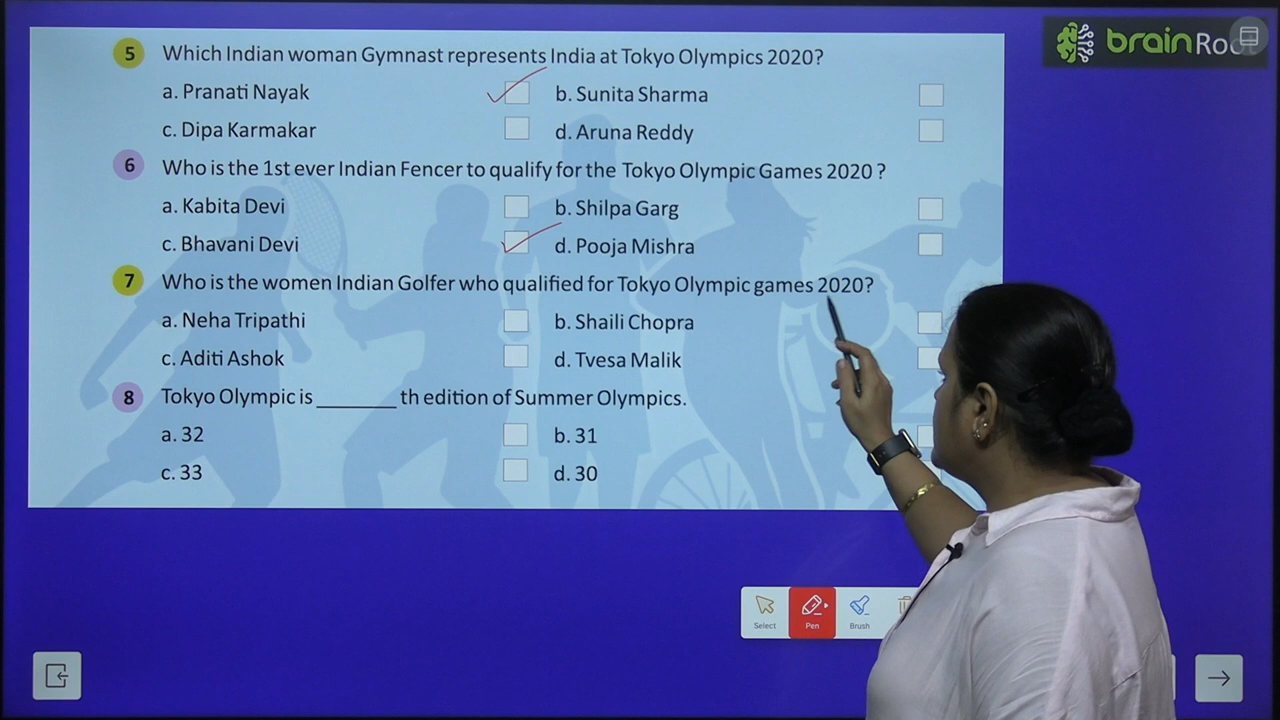 brainRo
5 Which Indian woman Gymnast represents India at Tokyo Olympics 2020?
a. Pranati Nayak b. Sunita Sharma
c. Dipa Karmakar d. Aruna Reddy
6 Who is the 1st ever Indian Fencer to qualify for the Tokyo Olympic Games 2020 ?
a. Kabita Devi b. Shilpa Garg
c. Bhavani Devi d. Pooja Mishra
7 Who is the women Indian Golfer who qualified for Tokyo Olympic games 2020?
a. Neha Tripathi b. Shaili Chopra
c. Aditi Ashok d. Tvesa Malik
8 Tokyo Olympic is ________ th edition of Summer Olympics.
a. 32 b. 31
c. 33 d. 30
Select Pen Brush